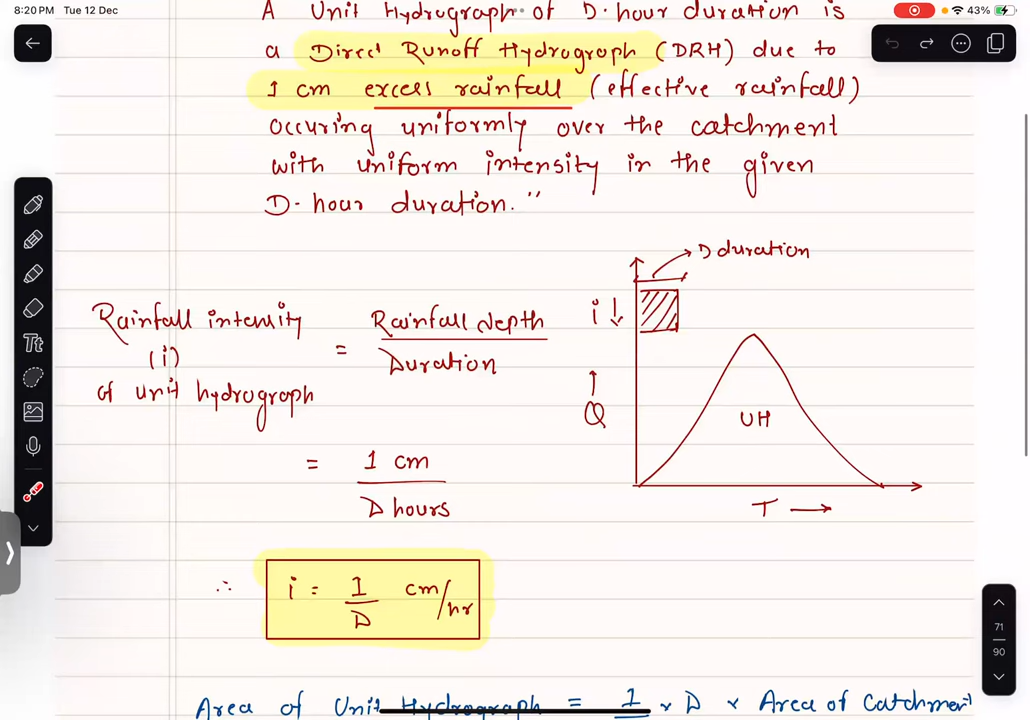 8:20 PM Tue 12 Dec
43%
A Unit Hydrograph of D-hour duration is
a Direct Runoff Hydrograph (DRH) due to
1 cm excess rainfall (effective rainfall)
occuring uniformly over the catchment
with uniform intensity in the given
D-hour duration."
D duration
i ↓
↑
Q
UH
T →
Rainfall intensity
(i)
of unit hydrograph
= Rainfall depth
Duration
= 1 cm
D hours
∴ i = 1 cm/hr
D
Tt
71
90
Area of Unit Hydrograph = 1 × D × Area of Catchment